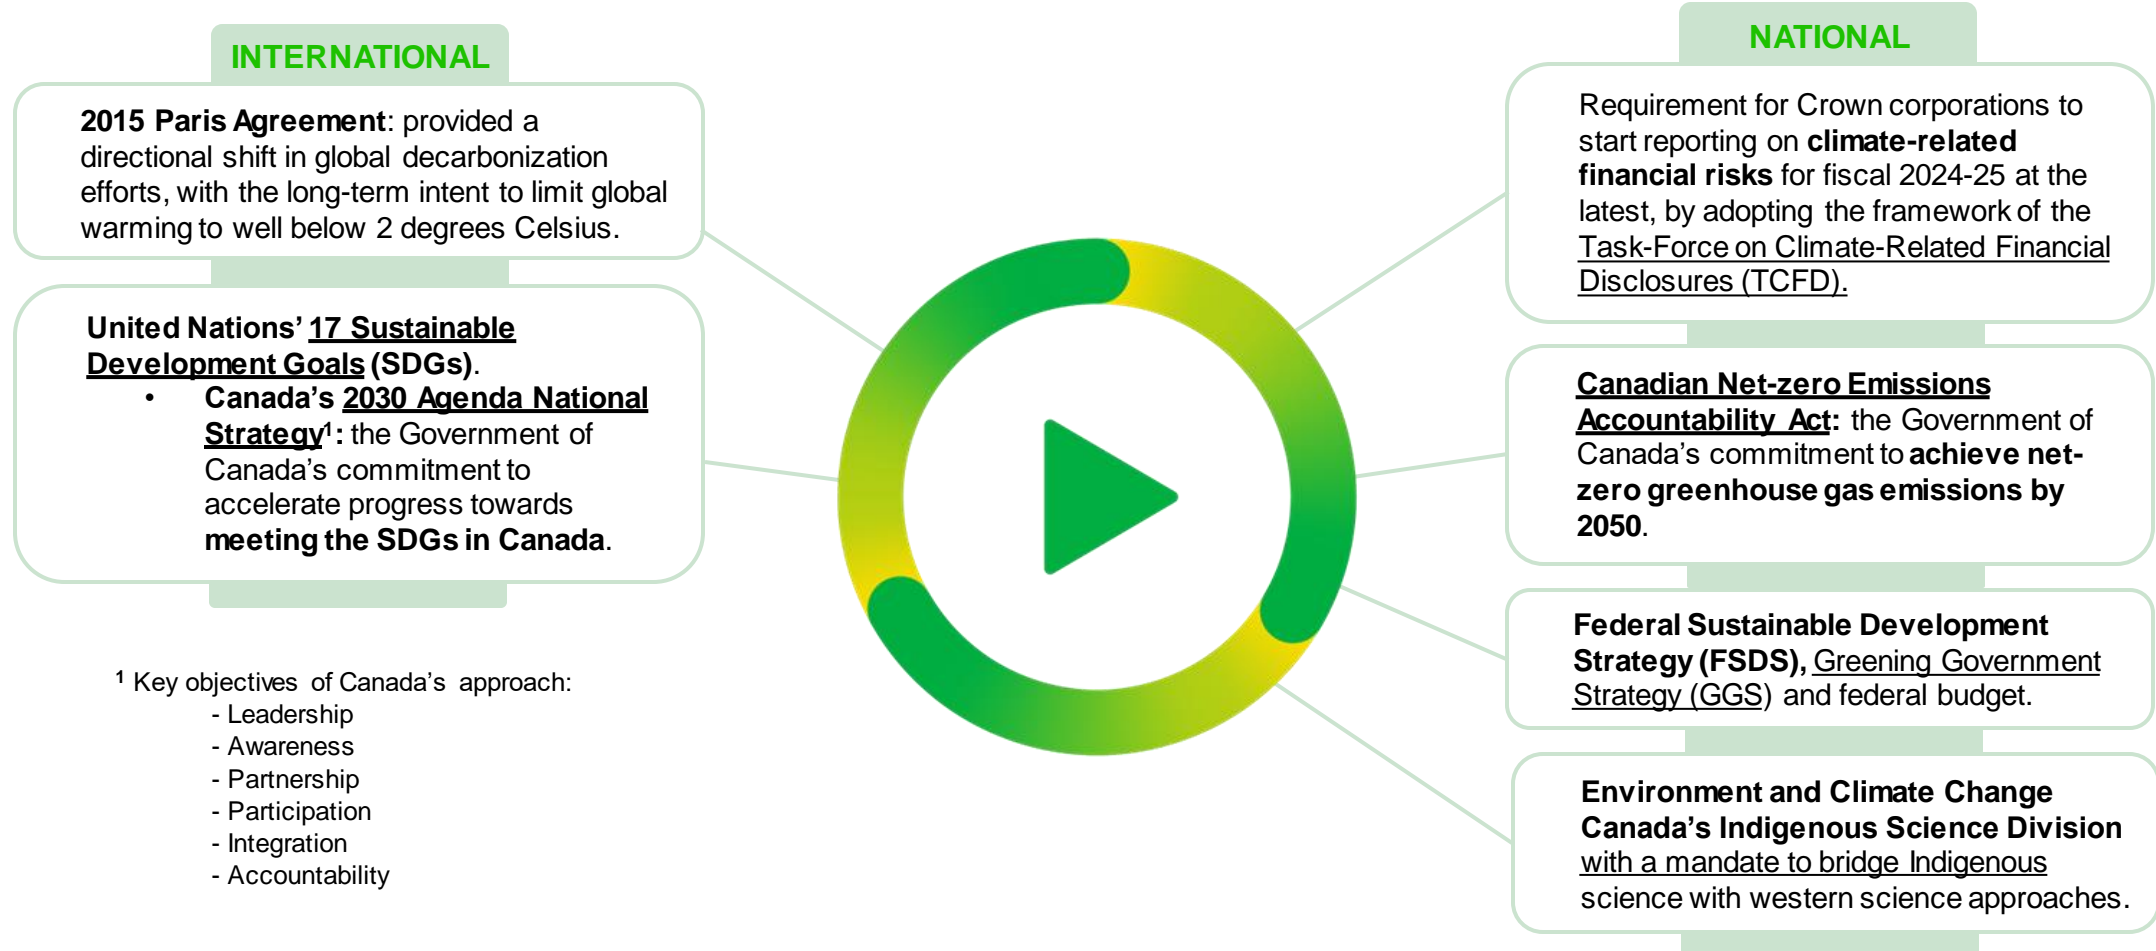 INTERNATIONAL
2015 Paris Agreement: provided a
directional shift in global decarbonization
efforts, with the long-term intent to limit global
warming to well below 2 degrees Celsius.
United Nations’ 17 Sustainable
Development Goals (SDGs).
• Canada’s 2030 Agenda National
Strategy¹: the Government of
Canada’s commitment to
accelerate progress towards
meeting the SDGs in Canada.
¹ Key objectives of Canada’s approach:
- Leadership
- Awareness
- Partnership
- Participation
- Integration
- Accountability
NATIONAL
Requirement for Crown corporations to
start reporting on climate-related
financial risks for fiscal 2024-25 at the
latest, by adopting the framework of the
Task-Force on Climate-Related Financial
Disclosures (TCFD).
Canadian Net-zero Emissions
Accountability Act: the Government of
Canada’s commitment to achieve net-
zero greenhouse gas emissions by
2050.
Federal Sustainable Development
Strategy (FSDS), Greening Government
Strategy (GGS) and federal budget.
Environment and Climate Change
Canada’s Indigenous Science Division
with a mandate to bridge Indigenous
science with western science approaches.